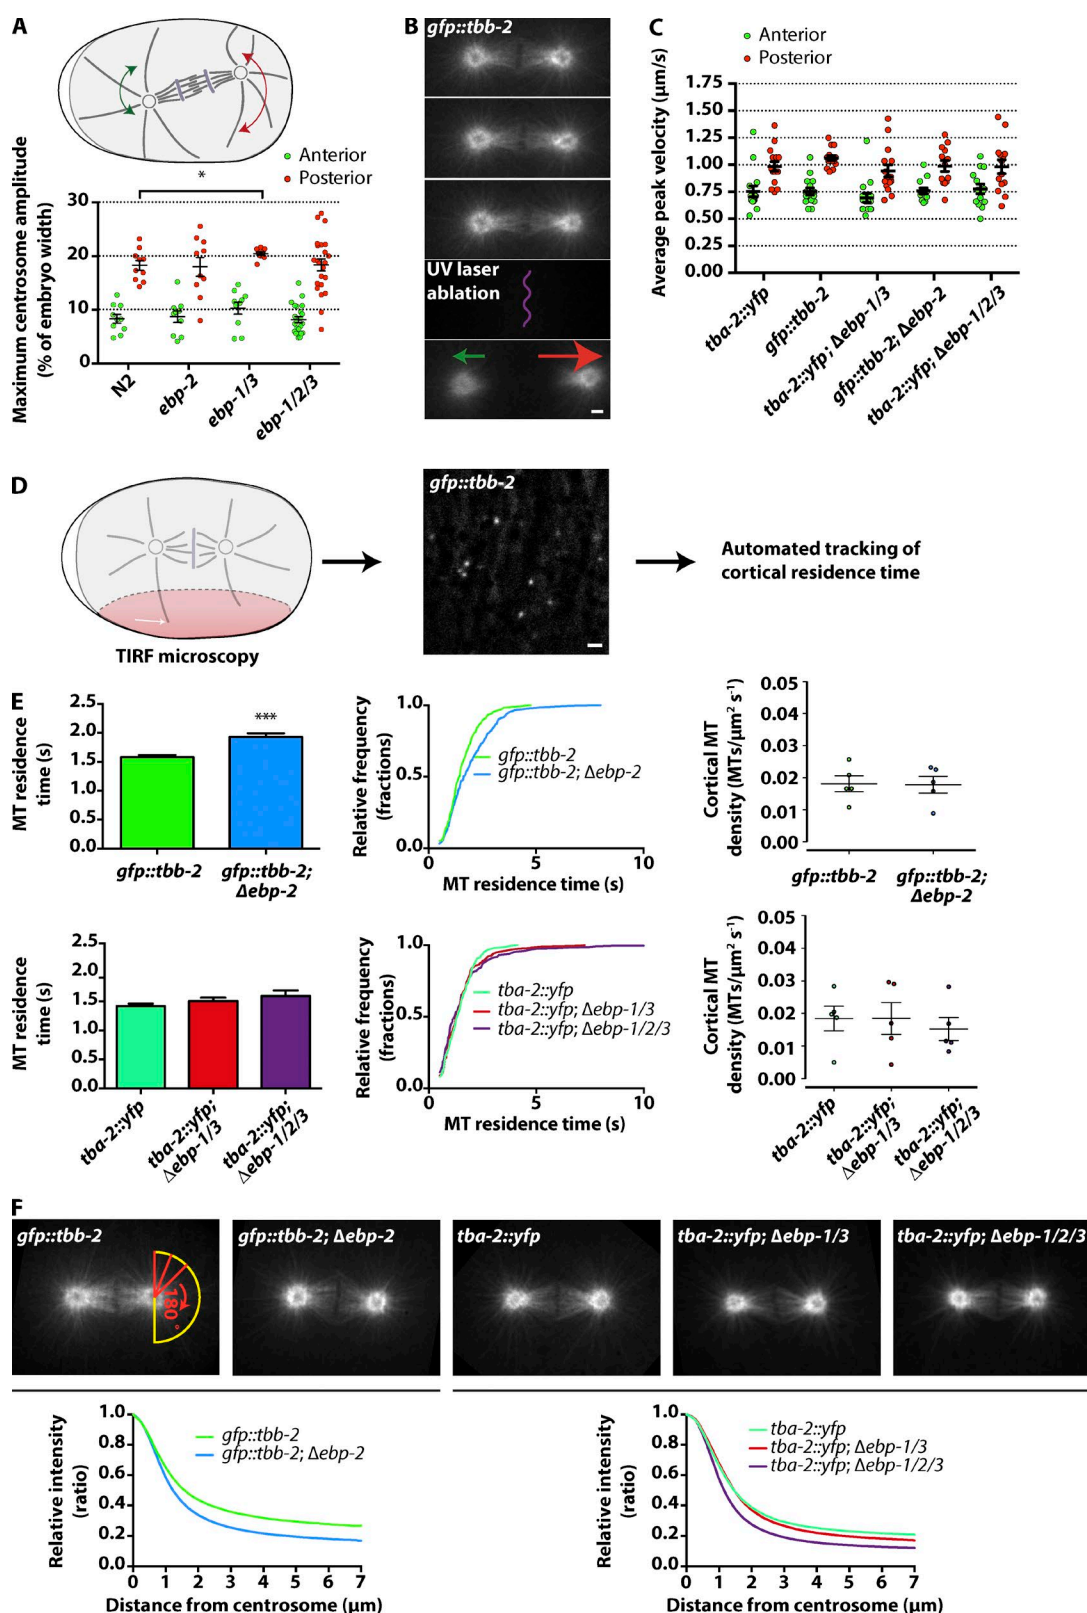 A
Anterior
Posterior
*
Maximum centrosome amplitude
(% of embryo width)
30
20
10
0
N2
ebp-2
ebp-1/3
ebp-1/2/3
B
gfp::tbb-2
UV laser
ablation
C
Anterior
Posterior
Average peak velocity (µm/s)
1.75
1.50
1.25
1.00
0.75
0.50
0.25
0.00
tba-2::yfp
gfp::tbb-2
tba-2::yfp; Δebp-1/3
gfp::tbb-2; Δebp-2
tba-2::yfp; Δebp-1/2/3
D
TIRF microscopy
gfp::tbb-2
Automated tracking of
cortical residence time
E
MT residence
time (s)
2.5
2.0
1.5
1.0
0.5
0.0
***
gfp::tbb-2
gfp::tbb-2;
Δebp-2
Relative frequency
(fractions)
1.0
0.5
0.0
gfp::tbb-2
gfp::tbb-2; Δebp-2
0 5 10
MT residence time (s)
Cortical MT
density (MTs/µm² s⁻¹)
0.05
0.04
0.03
0.02
0.01
0.00
gfp::tbb-2
gfp::tbb-2;
Δebp-2
MT residence
time (s)
2.5
2.0
1.5
1.0
0.5
0.0
tba-2::yfp
tba-2::yfp;
Δebp-1/3
tba-2::yfp;
Δebp-1/2/3
Relative frequency
(fractions)
1.0
0.5
0.0
tba-2::yfp
tba-2::yfp; Δebp-1/3
tba-2::yfp; Δebp-1/2/3
0 5 10
MT residence time (s)
Cortical MT
density (MTs/µm² s⁻¹)
0.05
0.04
0.03
0.02
0.01
0.00
tba-2::yfp
tba-2::yfp;
Δebp-1/3
tba-2::yfp;
Δebp-1/2/3
F
gfp::tbb-2
180°
gfp::tbb-2; Δebp-2
tba-2::yfp
tba-2::yfp; Δebp-1/3
tba-2::yfp; Δebp-1/2/3
Relative intensity
(ratio)
1.0
0.8
0.6
0.4
0.2
0.0
gfp::tbb-2
gfp::tbb-2; Δebp-2
0 1 2 3 4 5 6 7
Distance from centrosome (µm)
Relative intensity
(ratio)
1.0
0.8
0.6
0.4
0.2
0.0
tba-2::yfp
tba-2::yfp; Δebp-1/3
tba-2::yfp; Δebp-1/2/3
0 1 2 3 4 5 6 7
Distance from centrosome (µm)